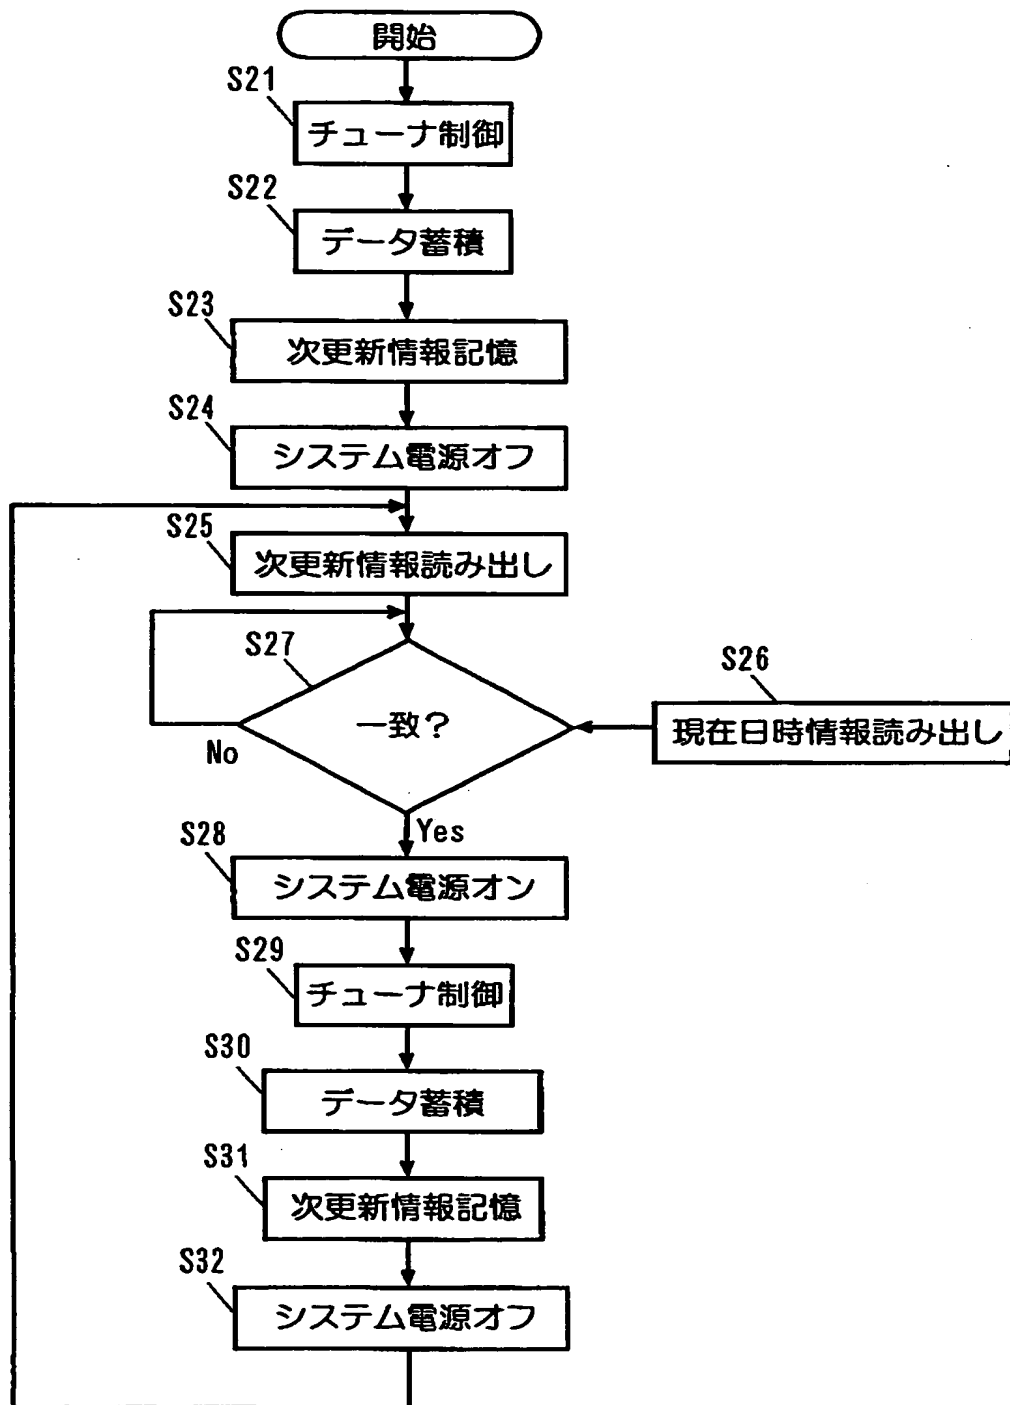 開始
S21
チューナ制御
S22
データ蓄積
S23
次更新情報記憶
S24
システム電源オフ
S25
次更新情報読み出し
S27
一致?
No
S26
現在日時情報読み出し
Yes
S28
システム電源オン
S29
チューナ制御
S30
データ蓄積
S31
次更新情報記憶
S32
システム電源オフ